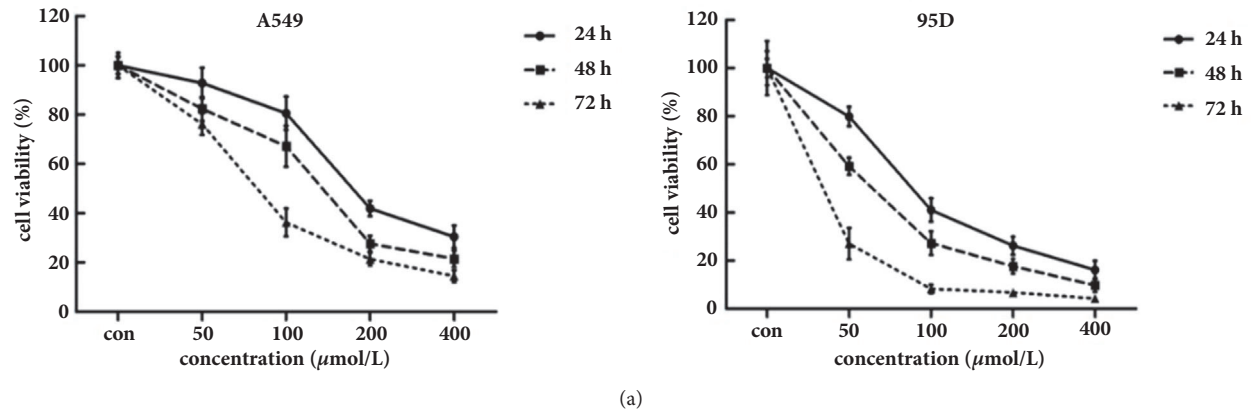 A549
120
100
80
60
40
20
0
cell viability (%)
con 50 100 200 400
concentration (μmol/L)
24 h
48 h
72 h
95D
120
100
80
60
40
20
0
cell viability (%)
con 50 100 200 400
concentration (μmol/L)
24 h
48 h
72 h
(a)